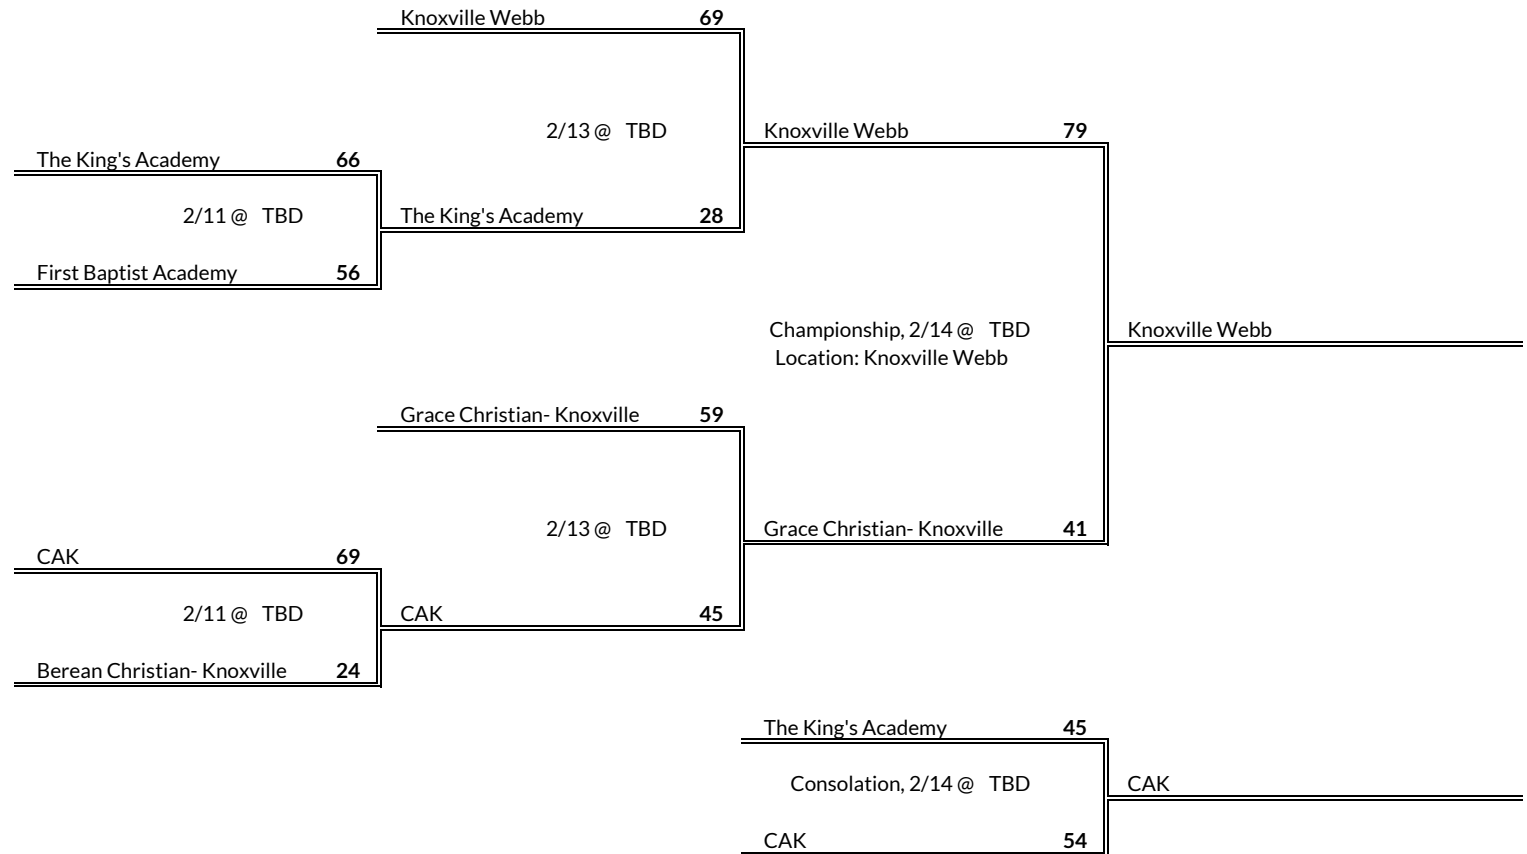 Knoxville Webb 69
2/13 @ TBD
Knoxville Webb 79
The King's Academy 66
2/11 @ TBD
The King's Academy 28
First Baptist Academy 56
Championship, 2/14 @ TBD
Knoxville Webb
Location: Knoxville Webb
Grace Christian- Knoxville 59
2/13 @ TBD
Grace Christian- Knoxville 41
CAK 69
2/11 @ TBD
CAK 45
Berean Christian- Knoxville 24
The King's Academy 45
Consolation, 2/14 @ TBD
CAK
CAK 54